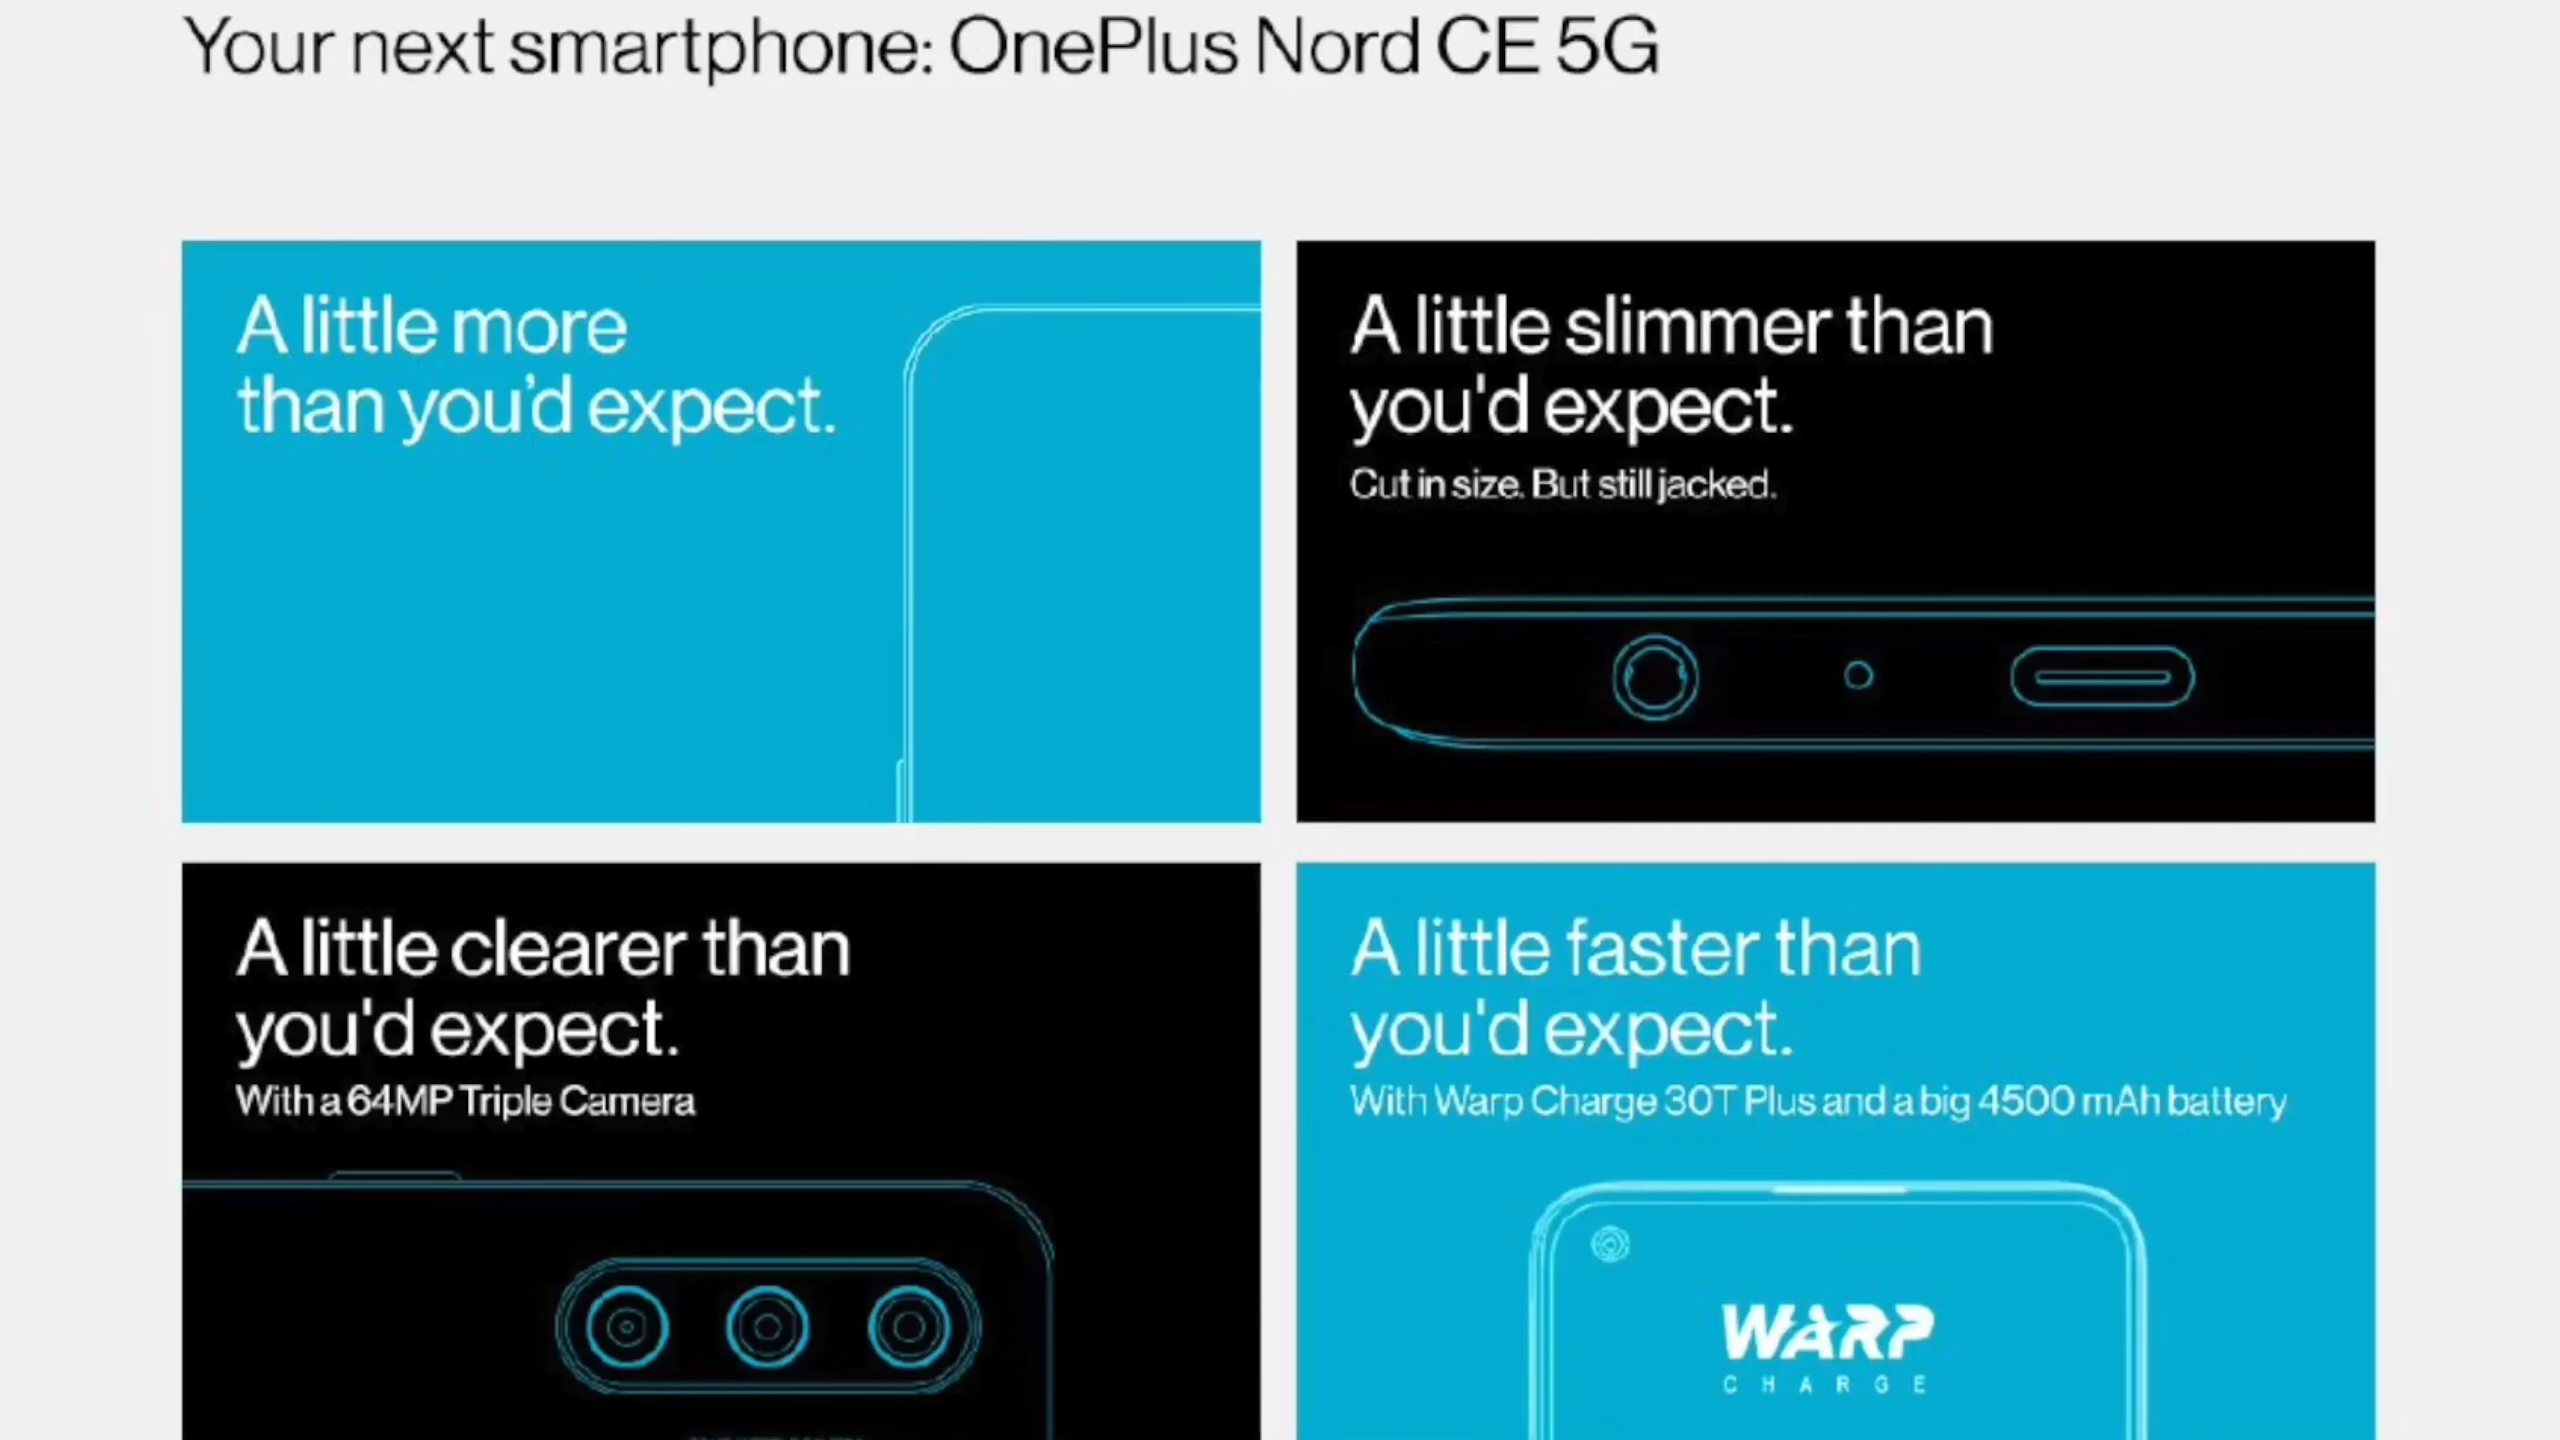 Your next smartphone: OnePlus Nord CE 5G
A little more
than you’d expect.
A little slimmer than
you'd expect.
Cut in size. But still jacked.
A little clearer than
you'd expect.
With a 64MP Triple Camera
A little faster than
you'd expect.
With Warp Charge 30T Plus and a big 4500 mAh battery
WARP
CHARGE